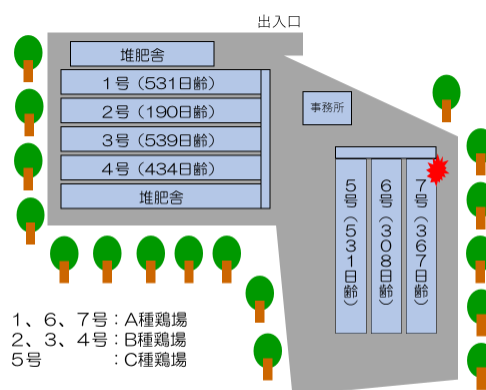 出入口
堆肥舎
1号（531日齢）
2号（190日齢）
3号（539日齢）
4号（434日齢）
堆肥舎
事務所
5号（531日齢）
6号（308日齢）
7号（367日齢）
1、6、7号：A種鶏場
2、3、4号：B種鶏場
5号　　　：C種鶏場